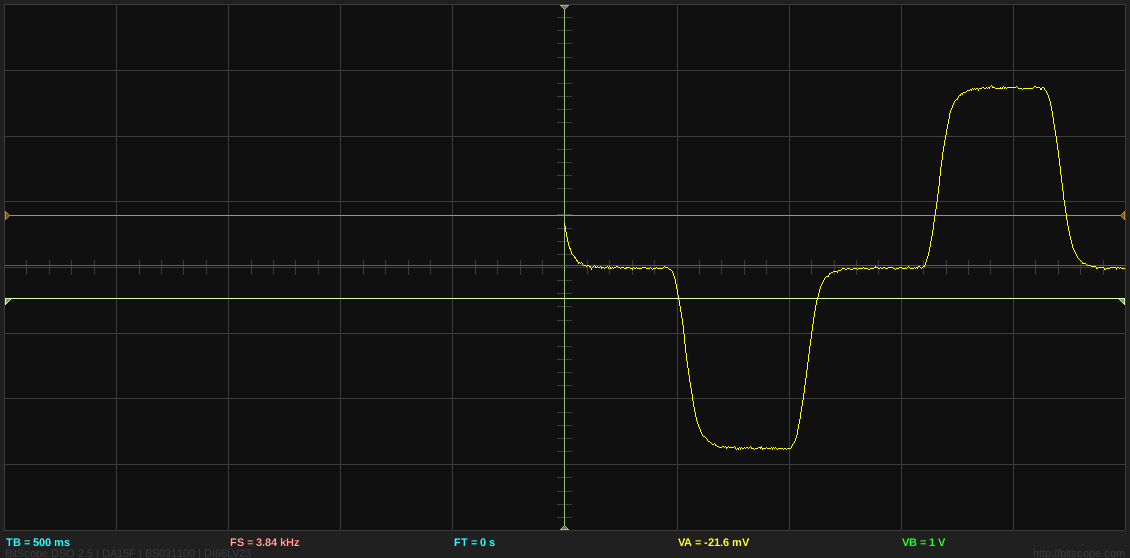 TB = 500 ms FS = 3.84 kHz FT = 0 s VA = -21.6 mV VB = 1 V
BitScope DSO 2.5 | DA15F | BS031100 | DI86LV23 http://bitscope.com